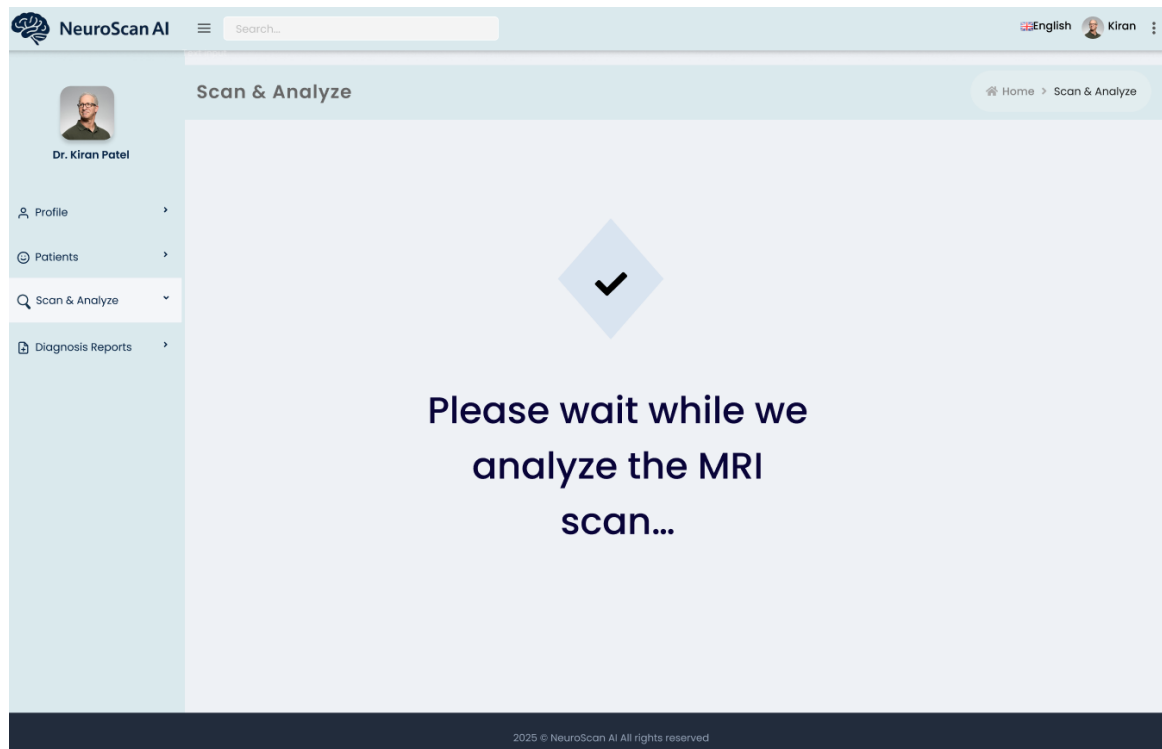 NeuroScan AI
Search...
English
Kiran
Scan & Analyze
Home > Scan & Analyze
Dr. Kiran Patel
Profile
Patients
Scan & Analyze
Diagnosis Reports
Please wait while we
analyze the MRI
scan...
2025 © NeuroScan AI All rights reserved